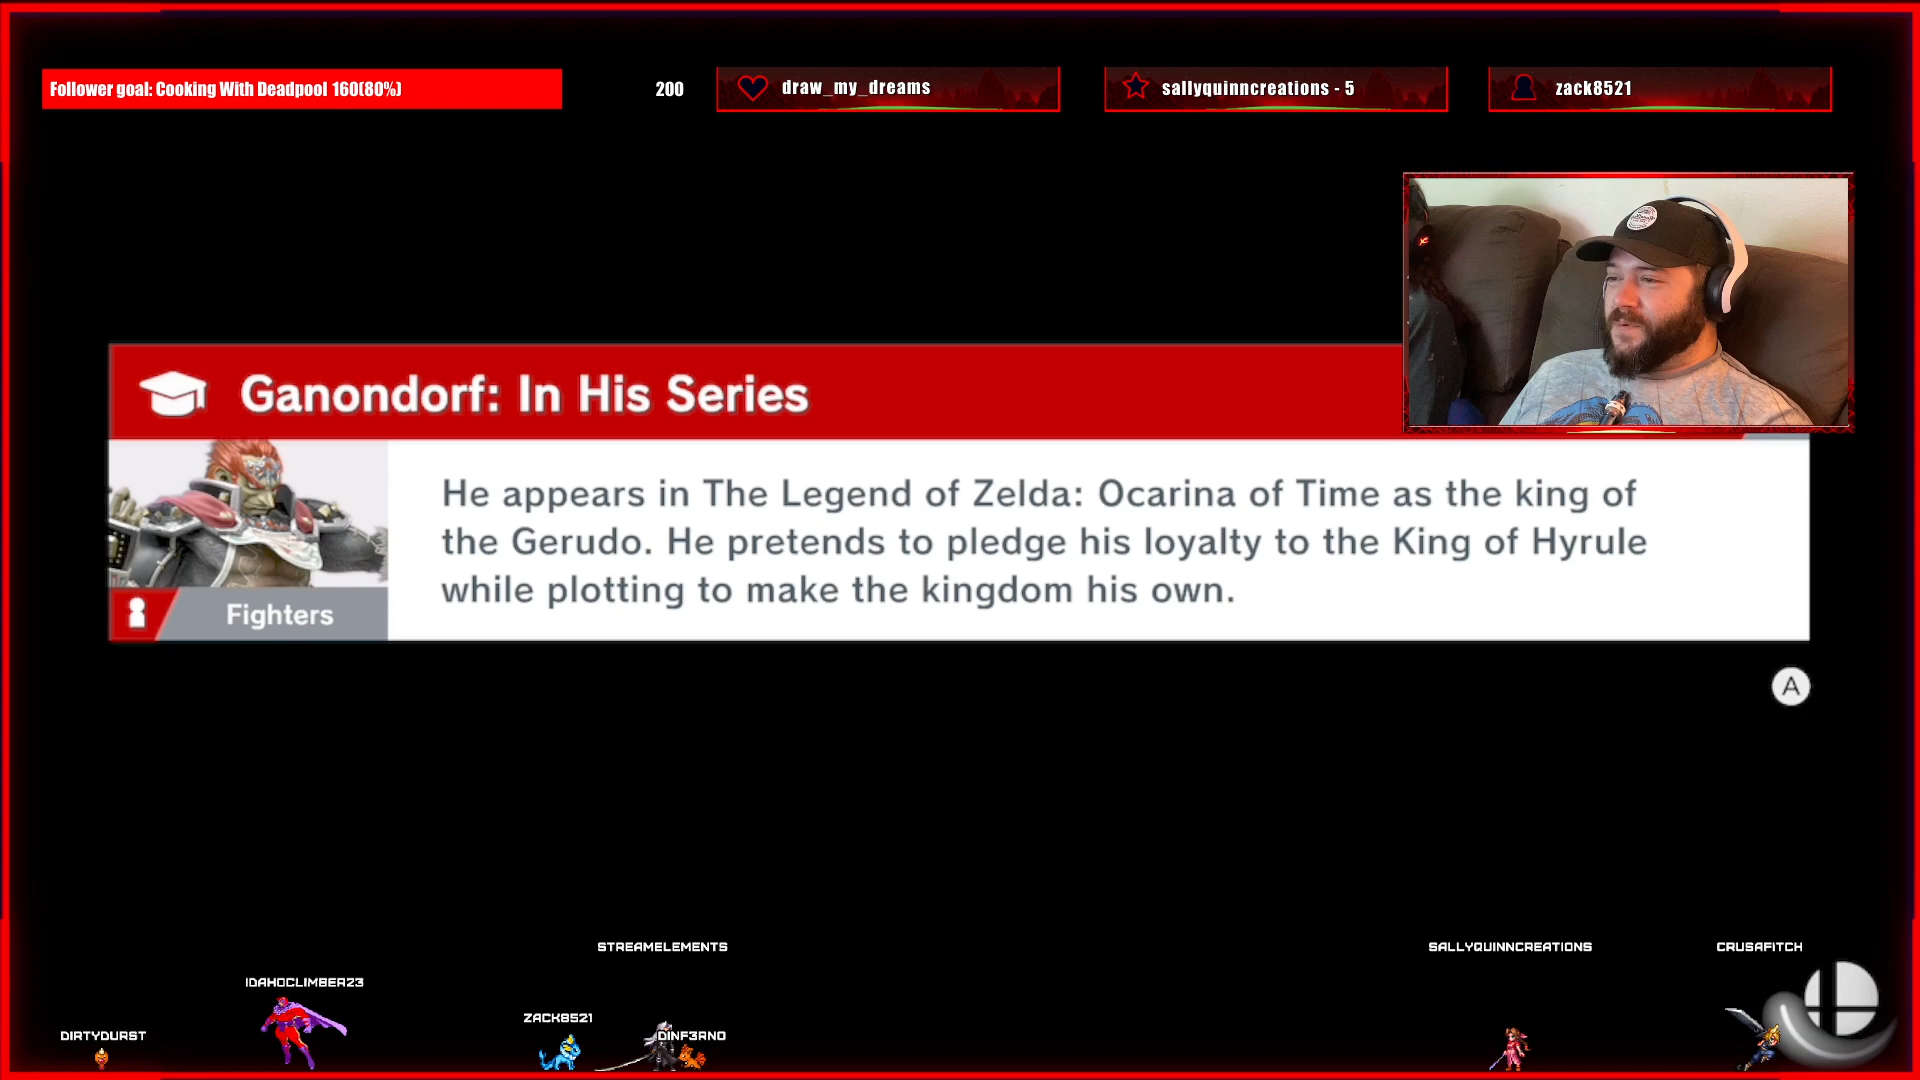 Follower goal: Cooking With Deadpool 160(80%)
200
draw_my_dreams
sallyquinncreations - 5
zack8521
Ganondorf: In His Series
He appears in The Legend of Zelda: Ocarina of Time as the king of
the Gerudo. He pretends to pledge his loyalty to the King of Hyrule
while plotting to make the kingdom his own.
Fighters
A
STREAMELEMENTS
SALLYQUINNCREATIONS
CRUSAFITCH
IDAHOCLIMBER23
ZACK8521
DIRTYDURST
DINF3RNO